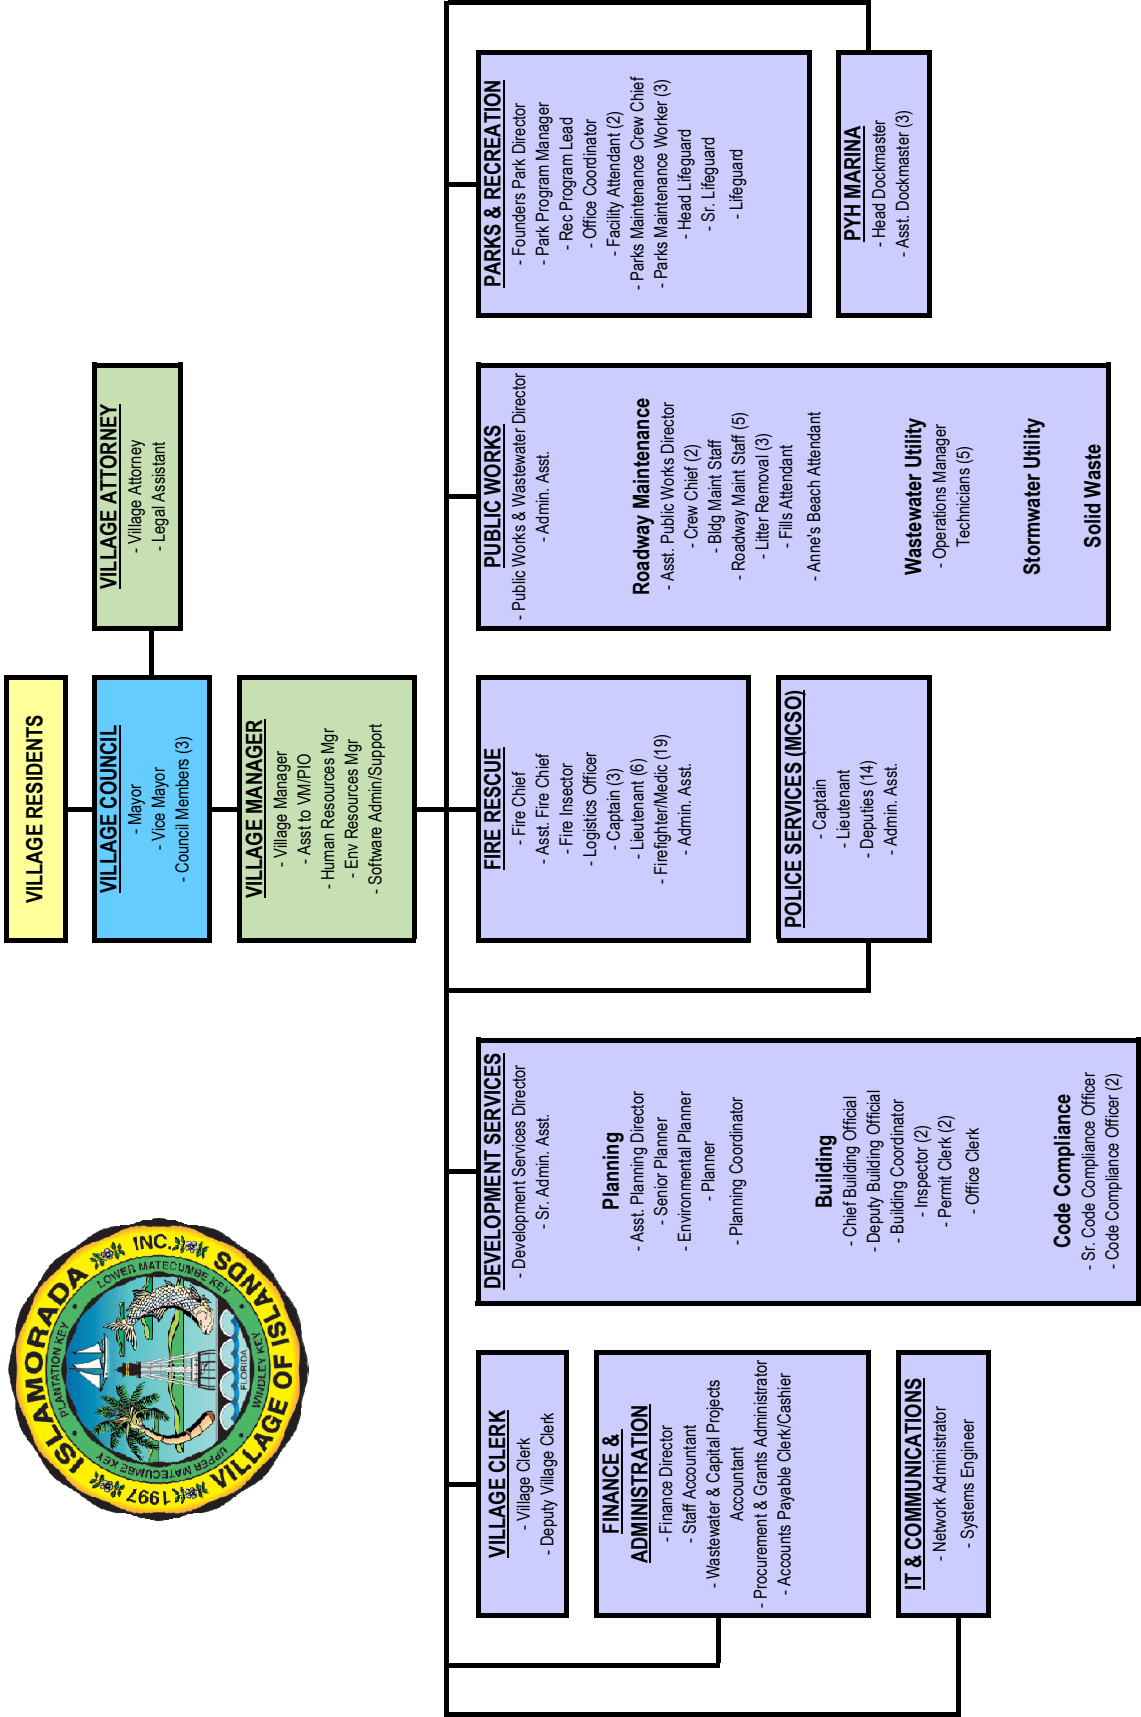 ISLAMORADA
INC.
VILLAGE OF ISLANDS
1997
PLANTATION KEY
LOWER MATECUMBE KEY
WINDLEY KEY
UPPER MATECUMBE KEY
FLORIDA
VILLAGE RESIDENTS
VILLAGE COUNCIL
- Mayor
- Vice Mayor
- Council Members (3)
VILLAGE ATTORNEY
- Village Attorney
- Legal Assistant
VILLAGE MANAGER
- Village Manager
- Asst to VM/PIO
- Human Resources Mgr
- Env Resources Mgr
- Software Admin/Support
VILLAGE CLERK
- Village Clerk
- Deputy Village Clerk
FINANCE &
ADMINISTRATION
- Finance Director
- Staff Accountant
- Wastewater & Capital Projects
Accountant
- Procurement & Grants Administrator
- Accounts Payable Clerk/Cashier
IT & COMMUNICATIONS
- Network Administrator
- Systems Engineer
DEVELOPMENT SERVICES
- Development Services Director
- Sr. Admin. Asst.
Planning
- Asst. Planning Director
- Senior Planner
- Environmental Planner
- Planner
- Planning Coordinator
Building
- Chief Building Official
- Deputy Building Official
- Building Coordinator
- Inspector (2)
- Permit Clerk (2)
- Office Clerk
Code Compliance
- Sr. Code Compliance Officer
- Code Compliance Officer (2)
FIRE RESCUE
- Fire Chief
- Asst. Fire Chief
- Fire Insector
- Logistics Officer
- Captain (3)
- Lieutenant (6)
- Firefighter/Medic (19)
- Admin. Asst.
POLICE SERVICES (MCSO)
- Captain
- Lieutenant
- Deputies (14)
- Admin. Asst.
PUBLIC WORKS
- Public Works & Wastewater Director
- Admin. Asst.
Roadway Maintenance
- Asst. Public Works Director
- Crew Chief (2)
- Bldg Maint Staff
- Roadway Maint Staff (5)
- Litter Removal (3)
- Fills Attendant
- Anne's Beach Attendant
Wastewater Utility
- Operations Manager
Technicians (5)
Stormwater Utility
Solid Waste
PARKS & RECREATION
- Founders Park Director
- Park Program Manager
- Rec Program Lead
- Office Coordinator
- Facility Attendant (2)
- Parks Maintenance Crew Chief
- Parks Maintenance Worker (3)
- Head Lifeguard
- Sr. Lifeguard
- Lifeguard
PYH MARINA
- Head Dockmaster
- Asst. Dockmaster (3)